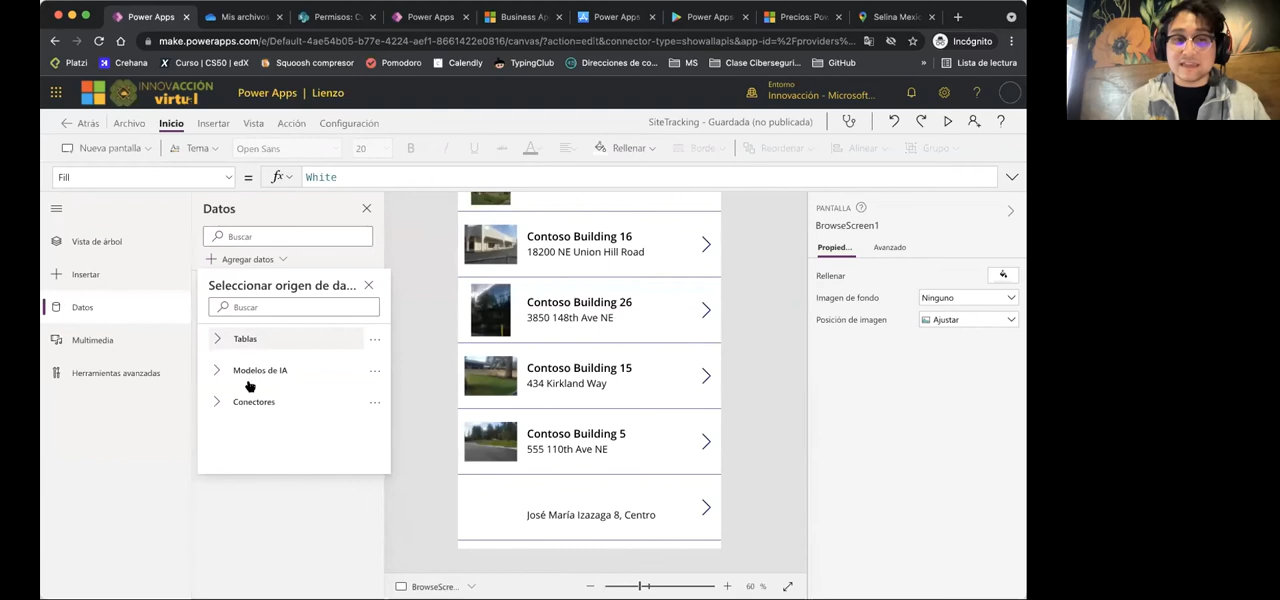 Power Apps
Mis archivos
Permisos: C
Power Apps
Business Ap
Power Apps
Power Apps
Precios: Pow
Selina Mexic
make.powerapps.com/e/Default-4ae54b05-b77e-4224-aef1-8661422e0816/canvas/?action=edit&connector-type=showallapis&app-id=%2Fproviders%...
Incógnito
Platzi
Crehana
Curso | CS50 | edX
Squoosh compresor
Pomodoro
Calendly
TypingClub
Direcciones de co...
MS
Clase Ciberseguri...
GitHub
»
Lista de lectura
INNOVACCIÓN
virtual
Power Apps | Lienzo
Entorno
Innovacción - Microsoft...
Atrás
Archivo
Inicio
Insertar
Vista
Acción
Configuración
SiteTracking - Guardada (no publicada)
Nueva pantalla
Tema
Open Sans
20
B
I
U
abc
A
Rellenar
Borde
Reordenar
Alinear
Grupo
Fill
=
fx
White
Datos
Buscar
Agregar datos
Vista de árbol
Insertar
Datos
Multimedia
Herramientas avanzadas
Seleccionar origen de da...
Buscar
Tablas
Modelos de IA
Conectores
Contoso Building 16
18200 NE Union Hill Road
Contoso Building 26
3850 148th Ave NE
Contoso Building 15
434 Kirkland Way
Contoso Building 5
555 110th Ave NE
José María Izazaga 8, Centro
PANTALLA
BrowseScreen1
Propied...
Avanzado
Rellenar
Imagen de fondo
Ninguno
Posición de imagen
Ajustar
BrowseScre...
60 %